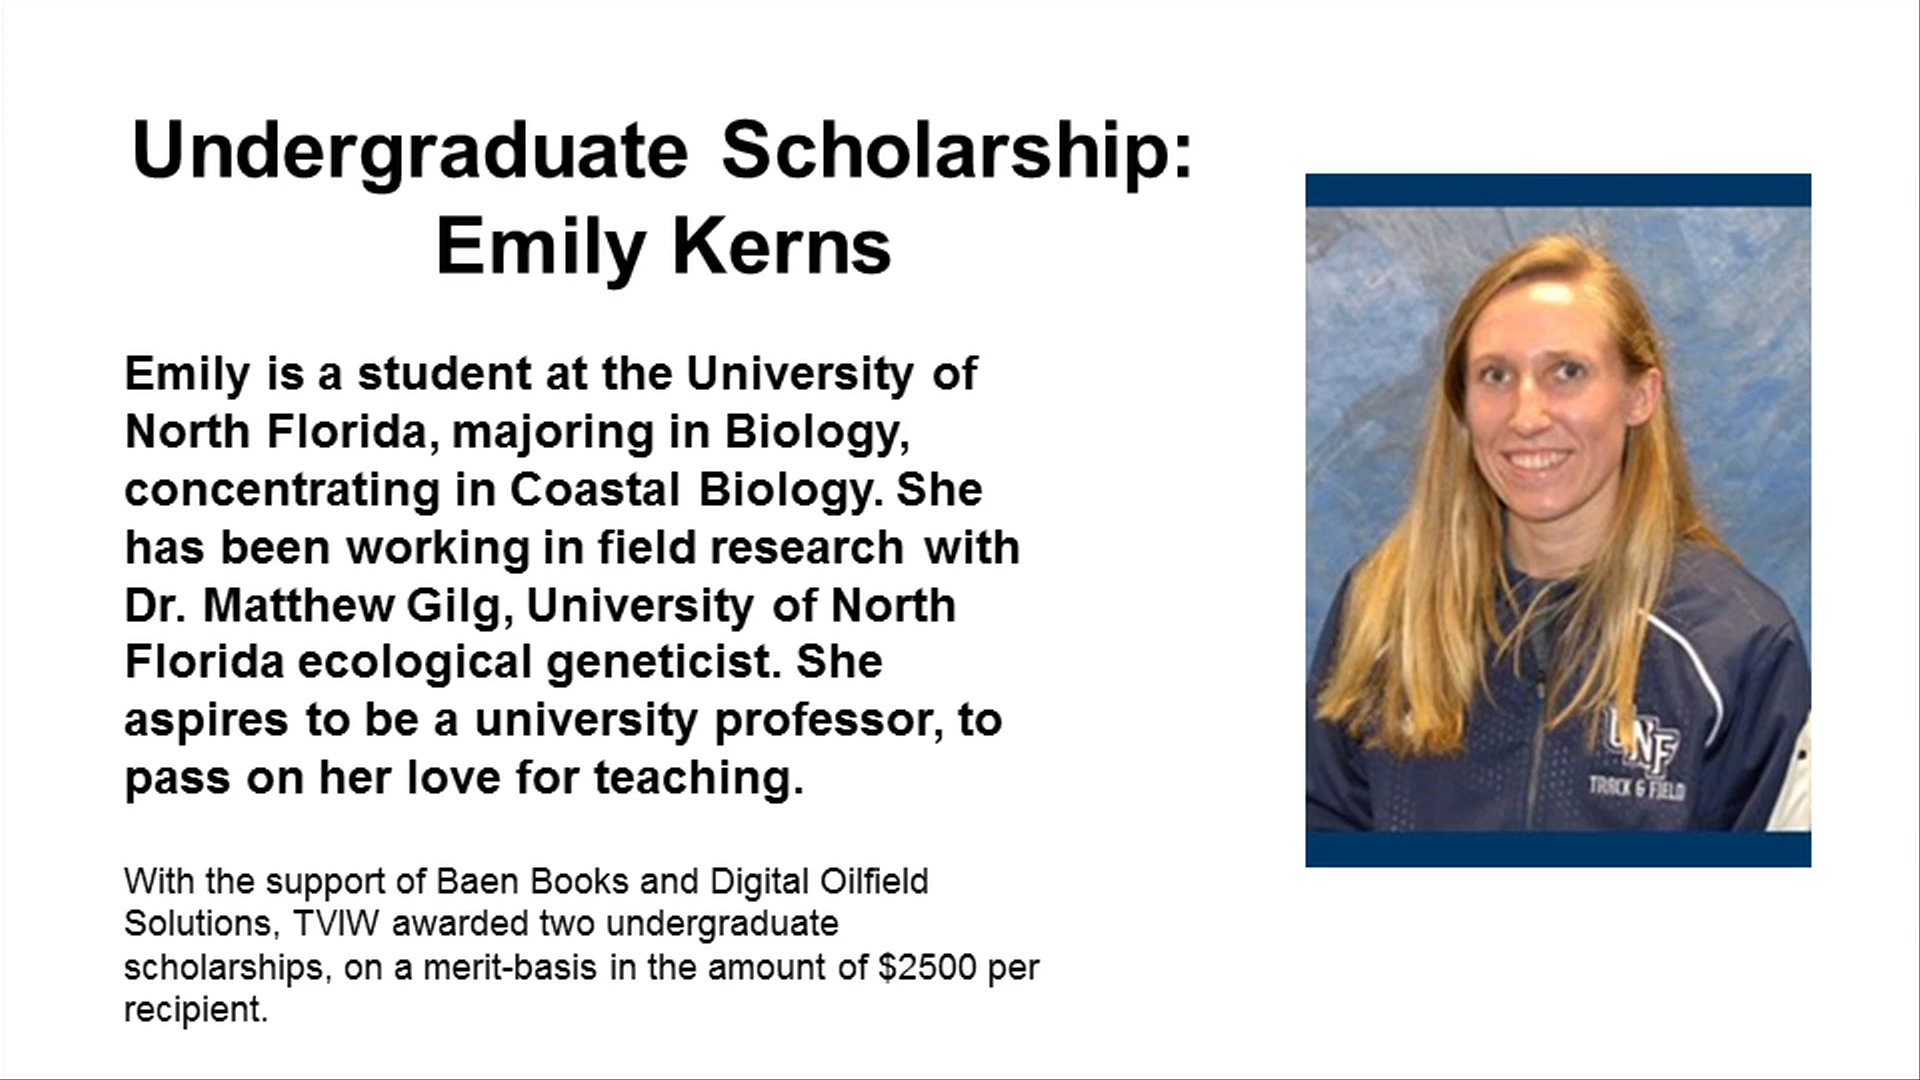 Undergraduate Scholarship:
Emily Kerns
Emily is a student at the University of
North Florida, majoring in Biology,
concentrating in Coastal Biology. She
has been working in field research with
Dr. Matthew Gilg, University of North
Florida ecological geneticist. She
aspires to be a university professor, to
pass on her love for teaching.
With the support of Baen Books and Digital Oilfield
Solutions, TVIW awarded two undergraduate
scholarships, on a merit-basis in the amount of $2500 per
recipient.
UNF
TRACK & FIELD